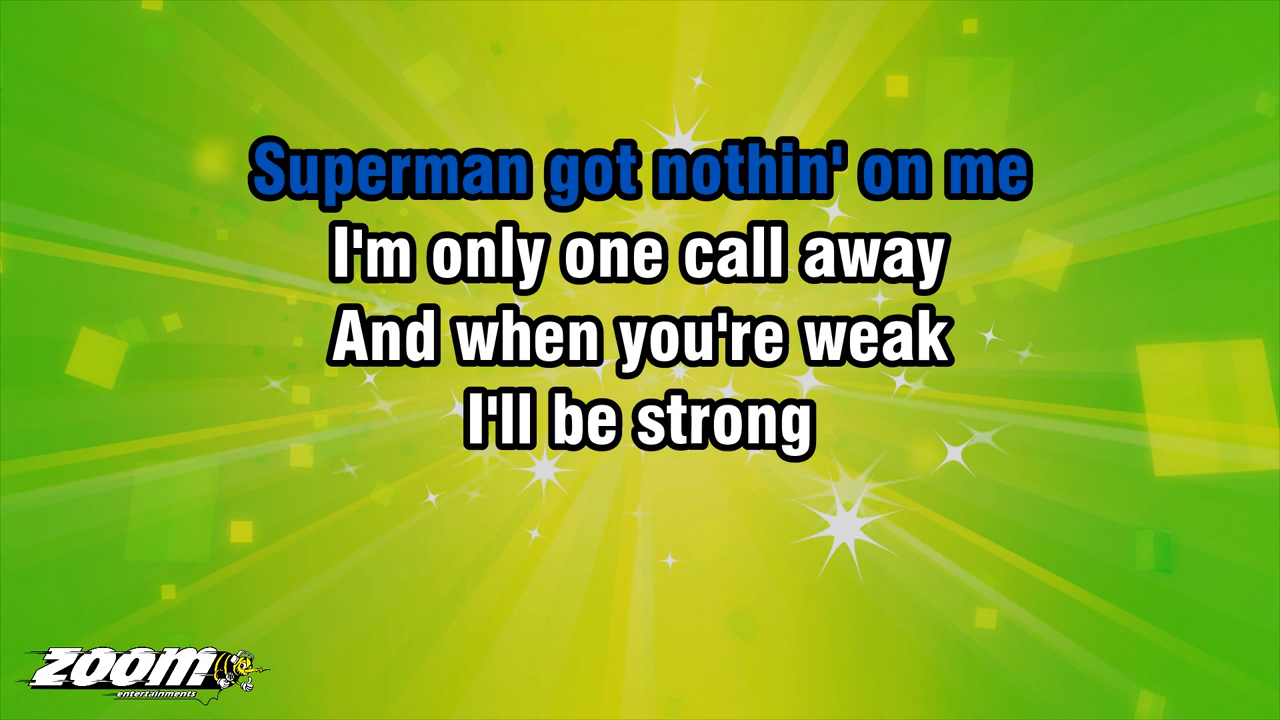 Superman got nothin' on me
I'm only one call away
And when you're weak
I'll be strong
zoom
entertainments